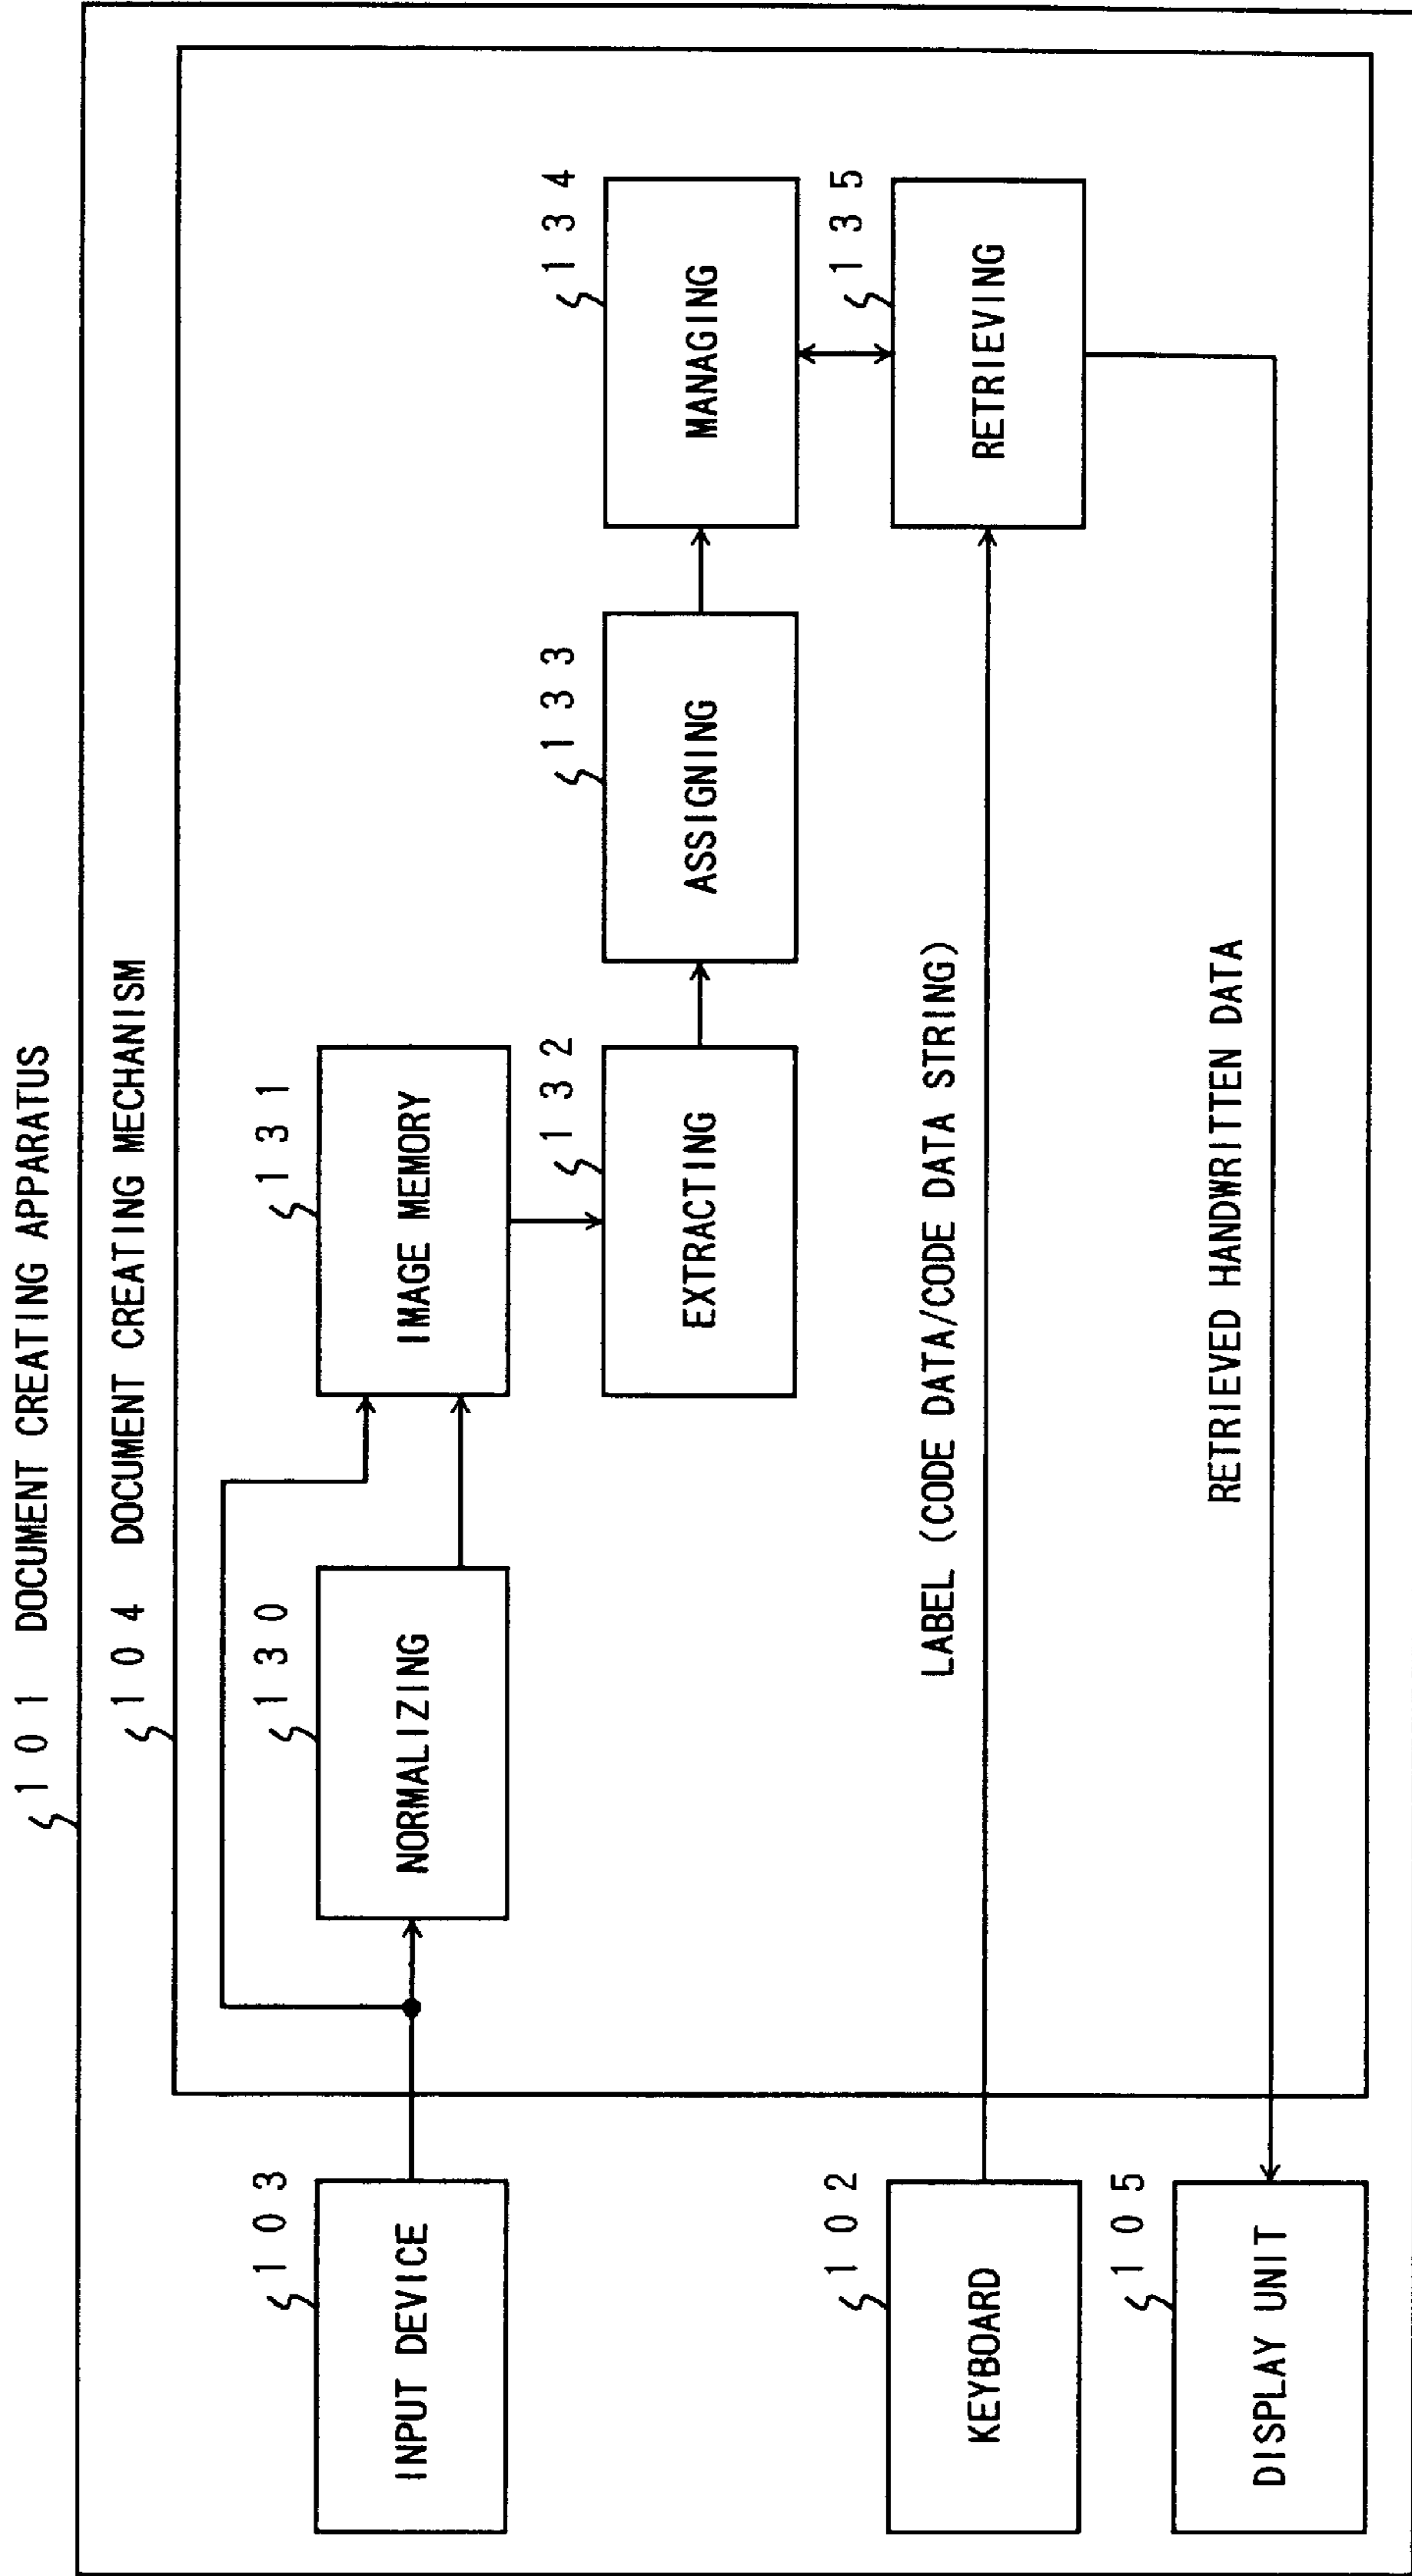 101 DOCUMENT CREATING APPARATUS
104 DOCUMENT CREATING MECHANISM
103
INPUT DEVICE
130
NORMALIZING
131
IMAGE MEMORY
132
EXTRACTING
133
ASSIGNING
134
MANAGING
102
KEYBOARD
LABEL (CODE DATA/CODE DATA STRING)
135
RETRIEVING
105
DISPLAY UNIT
RETRIEVED HANDWRITTEN DATA